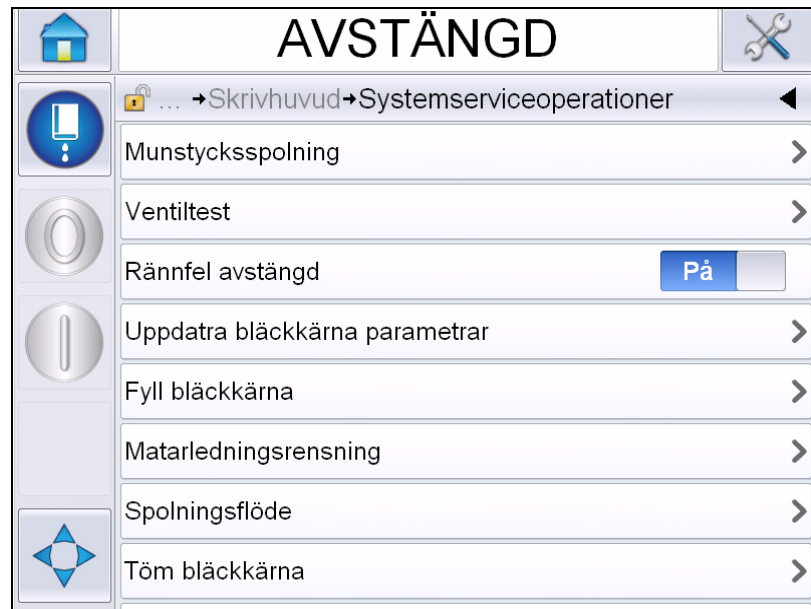 AVSTÄNGD
... →Skrivhuvud→Systemserviceoperationer
Munstycksspolning
Ventiltest
Rännfel avstängd På
Uppdatra bläckkärna parametrar
Fyll bläckkärna
Matarledningsrensning
Spolningsflöde
Töm bläckkärna